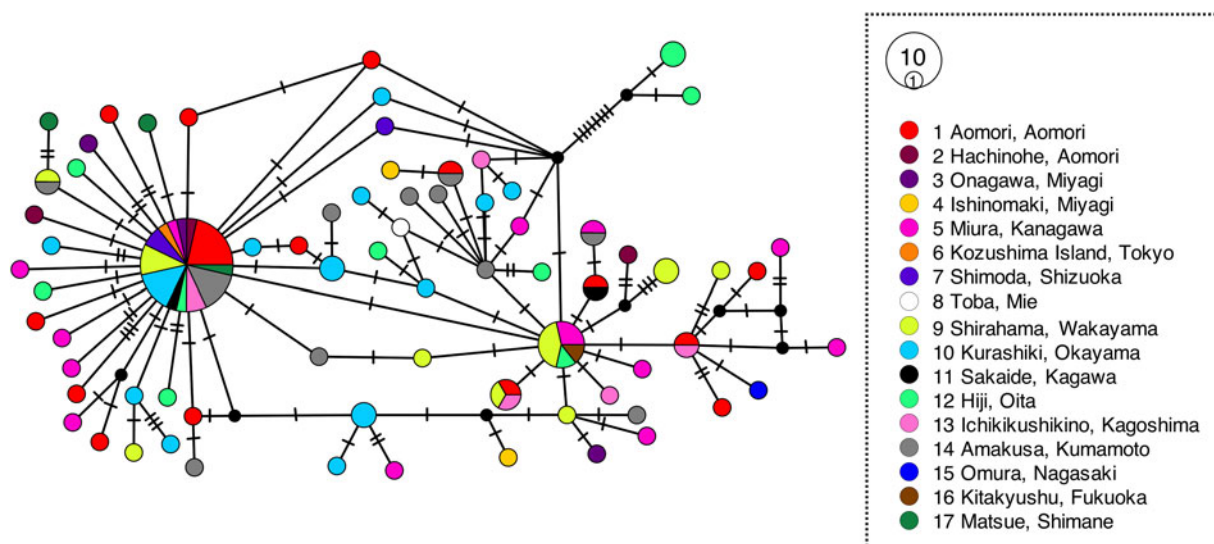 10
1
1 Aomori, Aomori
2 Hachinohe, Aomori
3 Onagawa, Miyagi
4 Ishinomaki, Miyagi
5 Miura, Kanagawa
6 Kozushima Island, Tokyo
7 Shimoda, Shizuoka
8 Toba, Mie
9 Shirahama, Wakayama
10 Kurashiki, Okayama
11 Sakaide, Kagawa
12 Hiji, Oita
13 Ichikikushikino, Kagoshima
14 Amakusa, Kumamoto
15 Omura, Nagasaki
16 Kitakyushu, Fukuoka
17 Matsue, Shimane